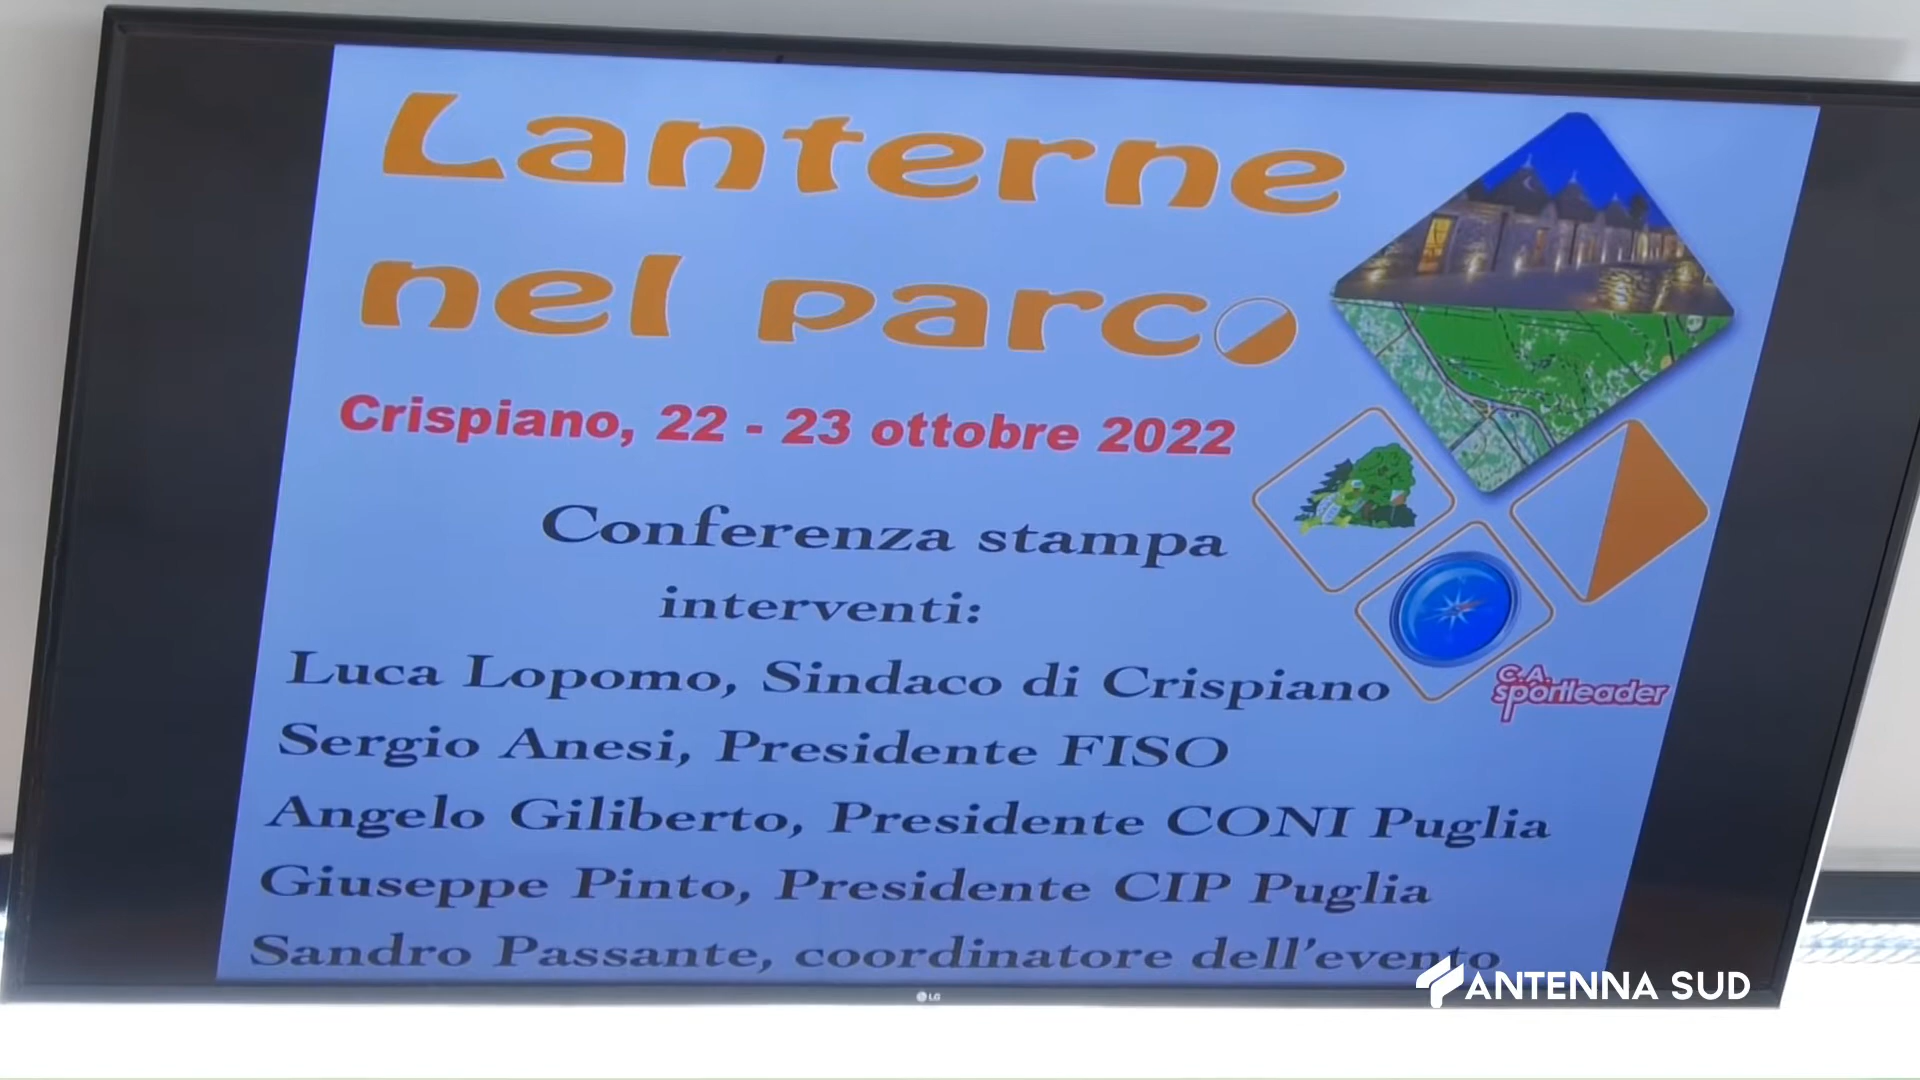 Lanterne
nel parco
Crispiano, 22 - 23 ottobre 2022
Conferenza stampa
interventi:
Luca Lopomo, Sindaco di Crispiano
C.A.
sportleader
Sergio Anesi, Presidente FISO
Angelo Giliberto, Presidente CONI Puglia
Giuseppe Pinto, Presidente CIP Puglia
Sandro Passante, coordinatore dell'evento
ANTENNA SUD
LG